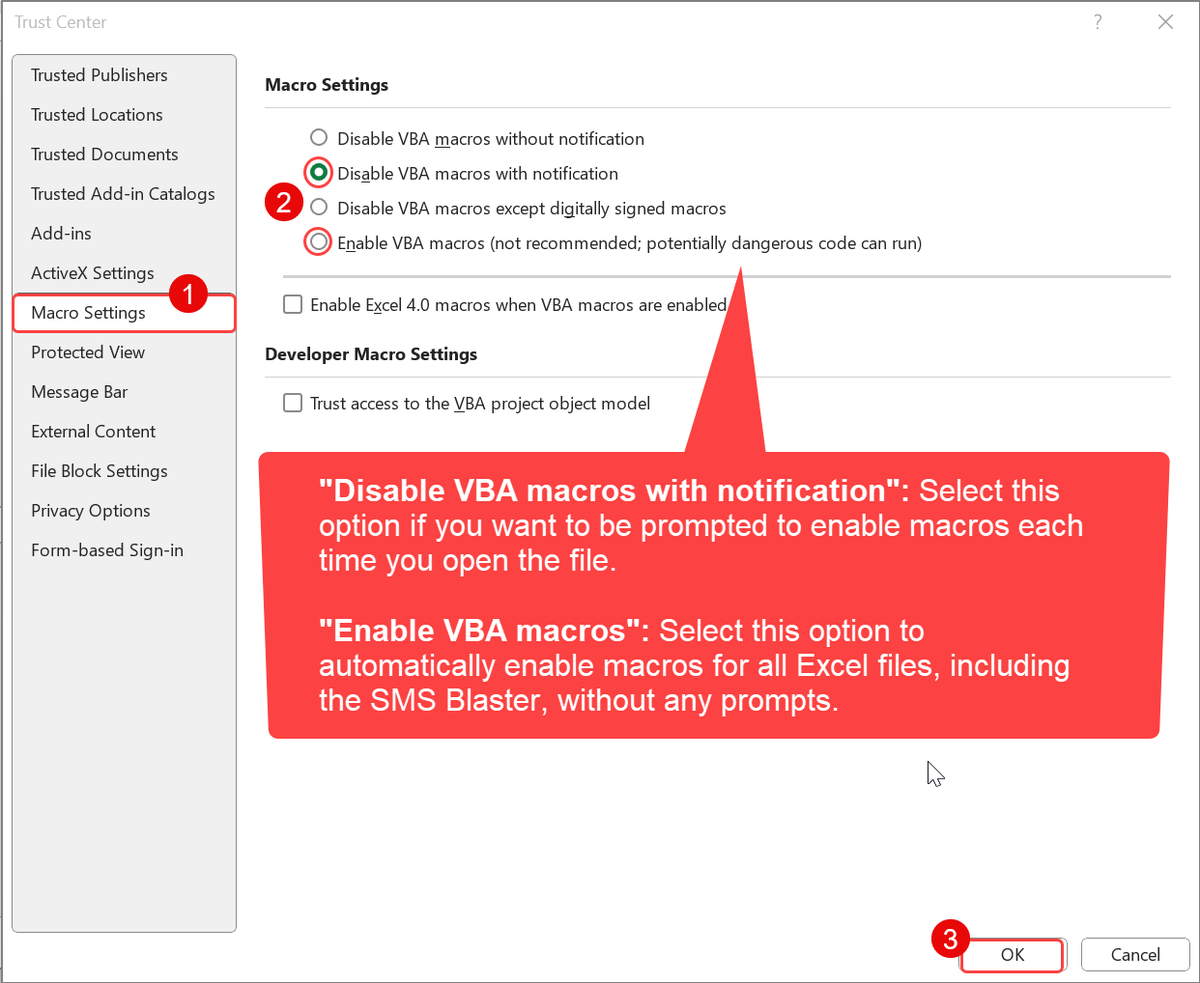 Trust Center
?
Trusted Publishers
Trusted Locations
Trusted Documents
Trusted Add-in Catalogs
Add-ins
ActiveX Settings
1
Macro Settings
Protected View
Message Bar
External Content
File Block Settings
Privacy Options
Form-based Sign-in
Macro Settings
Disable VBA macros without notification
Disable VBA macros with notification
2
Disable VBA macros except digitally signed macros
Enable VBA macros (not recommended; potentially dangerous code can run)
Enable Excel 4.0 macros when VBA macros are enabled
Developer Macro Settings
Trust access to the VBA project object model
"Disable VBA macros with notification": Select this
option if you want to be prompted to enable macros each
time you open the file.
"Enable VBA macros": Select this option to
automatically enable macros for all Excel files, including
the SMS Blaster, without any prompts.
3
OK
Cancel